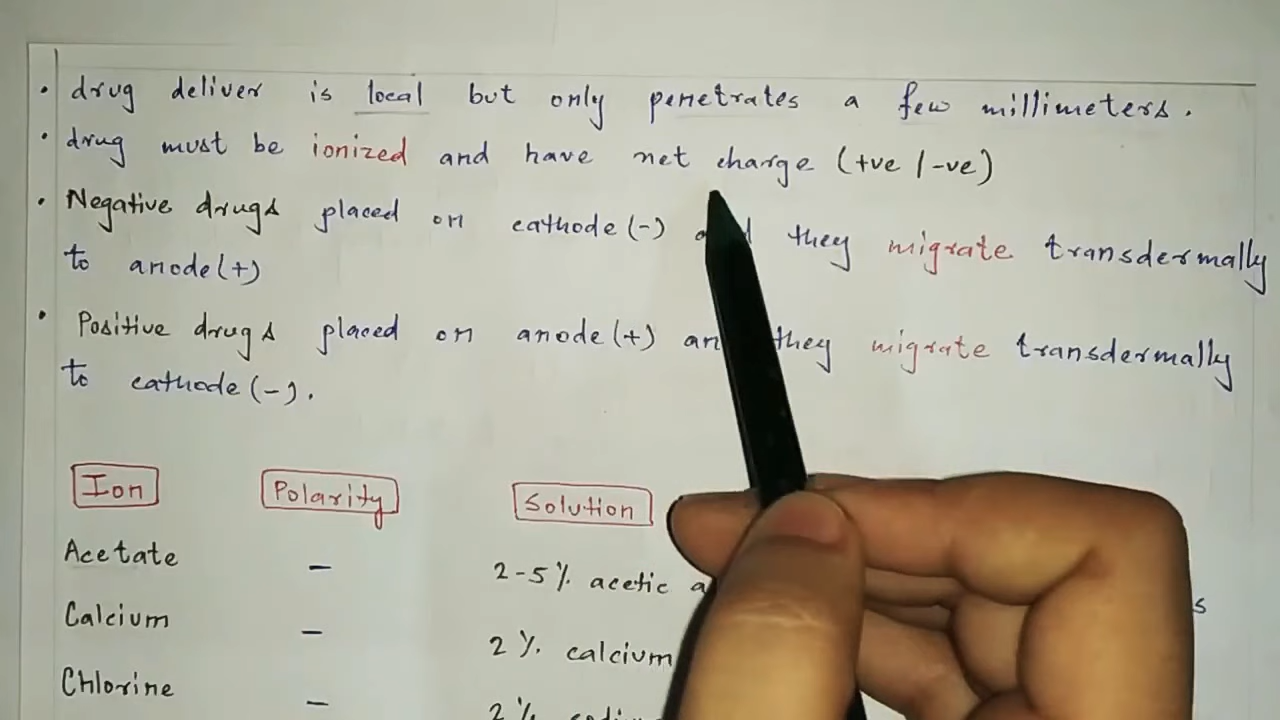 • drug deliver is local but only penetrates a few millimeters.
• drug must be ionized and have net charge (+ve / -ve)
• Negative drugs placed on cathode (-) they migrate transdermally
to anode (+)
• Positive drugs placed on anode (+) they migrate transdermally
to cathode (-).
Ion Polarity Solution
Acetate - 2-5% acetic
Calcium - 2% calcium
Chlorine - 2%